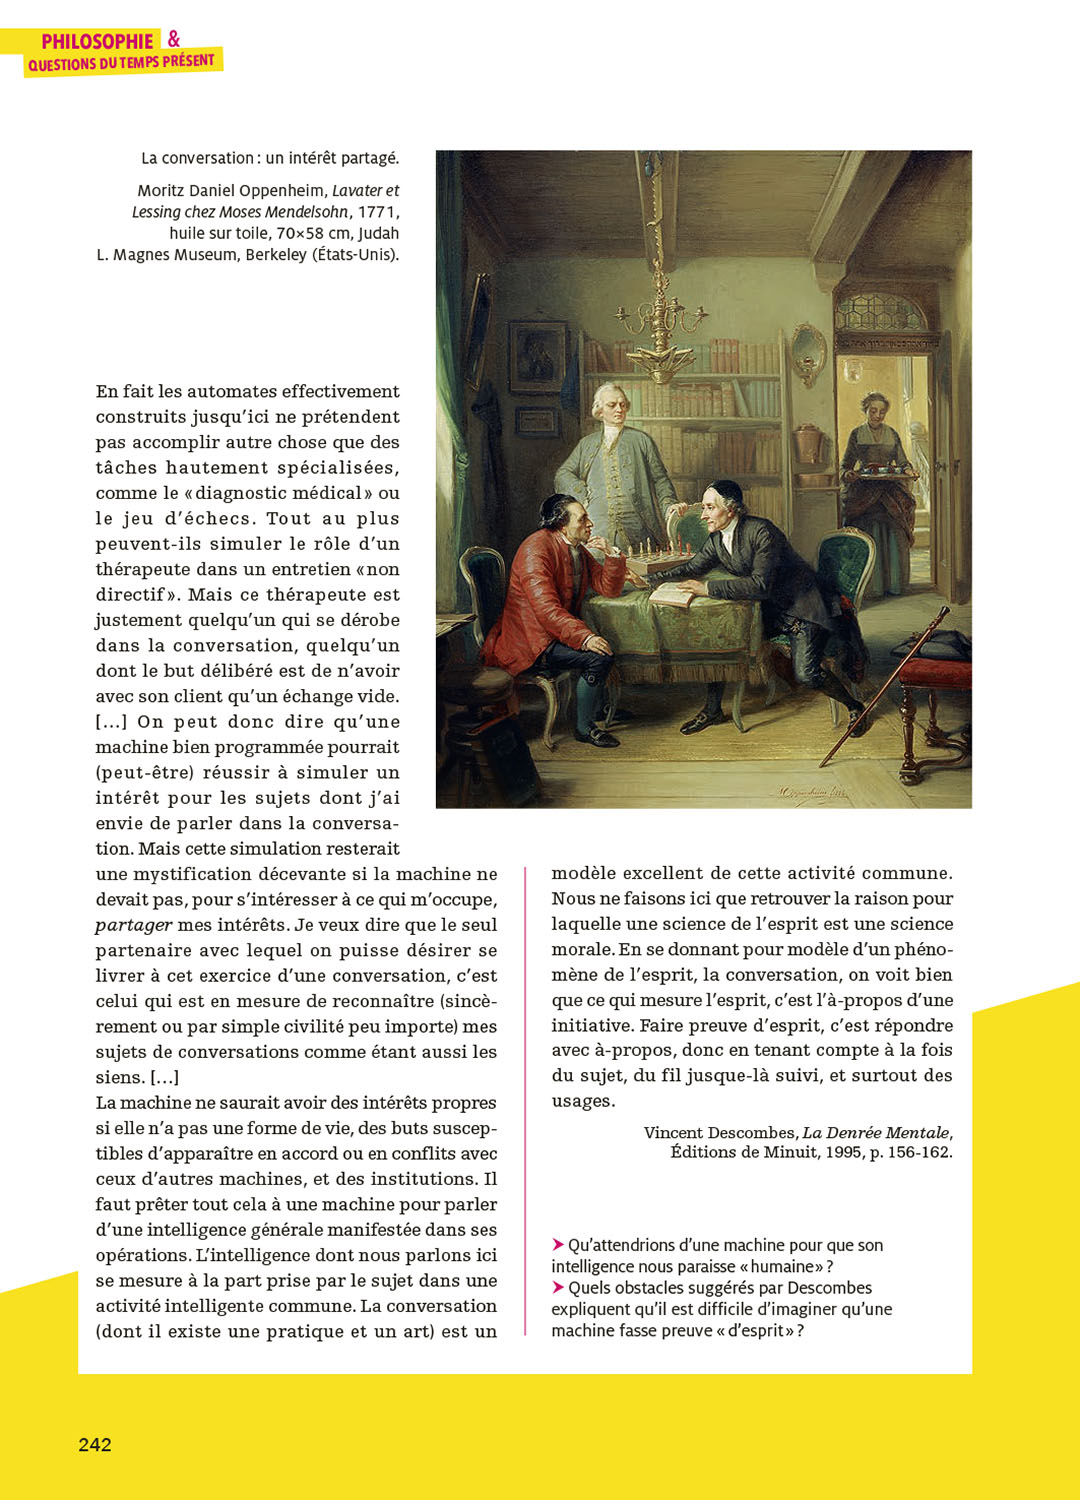 PHILOSOPHIE &
QUESTIONS DU TEMPS PRÉSENT
La conversation : un intérêt partagé.
Moritz Daniel Oppenheim, Lavater et
Lessing chez Moses Mendelsohn, 1771,
huile sur toile, 70×58 cm, Judah
L. Magnes Museum, Berkeley (États-Unis).
En fait les automates effectivement
construits jusqu’ici ne prétendent
pas accomplir autre chose que des
tâches hautement spécialisées,
comme le « diagnostic médical » ou
le jeu d’échecs. Tout au plus
peuvent-ils simuler le rôle d’un
thérapeute dans un entretien « non
directif ». Mais ce thérapeute est
justement quelqu’un qui se dérobe
dans la conversation, quelqu’un
dont le but délibéré est de n’avoir
avec son client qu’un échange vide.
[…] On peut donc dire qu’une
machine bien programmée pourrait
(peut-être) réussir à simuler un
intérêt pour les sujets dont j’ai
envie de parler dans la conversa-
tion. Mais cette simulation resterait
une mystification décevante si la machine ne
devait pas, pour s’intéresser à ce qui m’occupe,
partager mes intérêts. Je veux dire que le seul
partenaire avec lequel on puisse désirer se
livrer à cet exercice d’une conversation, c’est
celui qui est en mesure de reconnaître (sincè-
rement ou par simple civilité peu importe) mes
sujets de conversations comme étant aussi les
siens. […]
La machine ne saurait avoir des intérêts propres
si elle n’a pas une forme de vie, des buts suscep-
tibles d’apparaître en accord ou en conflits avec
ceux d’autres machines, et des institutions. Il
faut prêter tout cela à une machine pour parler
d’une intelligence générale manifestée dans ses
opérations. L’intelligence dont nous parlons ici
se mesure à la part prise par le sujet dans une
activité intelligente commune. La conversation
(dont il existe une pratique et un art) est un
modèle excellent de cette activité commune.
Nous ne faisons ici que retrouver la raison pour
laquelle une science de l’esprit est une science
morale. En se donnant pour modèle d’un phéno-
mène de l’esprit, la conversation, on voit bien
que ce qui mesure l’esprit, c’est l’à-propos d’une
initiative. Faire preuve d’esprit, c’est répondre
avec à-propos, donc en tenant compte à la fois
du sujet, du fil jusque-là suivi, et surtout des
usages.
Vincent Descombes, La Denrée Mentale,
Éditions de Minuit, 1995, p. 156-162.
➤ Qu’attendrions d’une machine pour que son
intelligence nous paraisse « humaine » ?
➤ Quels obstacles suggérés par Descombes
expliquent qu’il est difficile d’imaginer qu’une
machine fasse preuve « d’esprit » ?
242